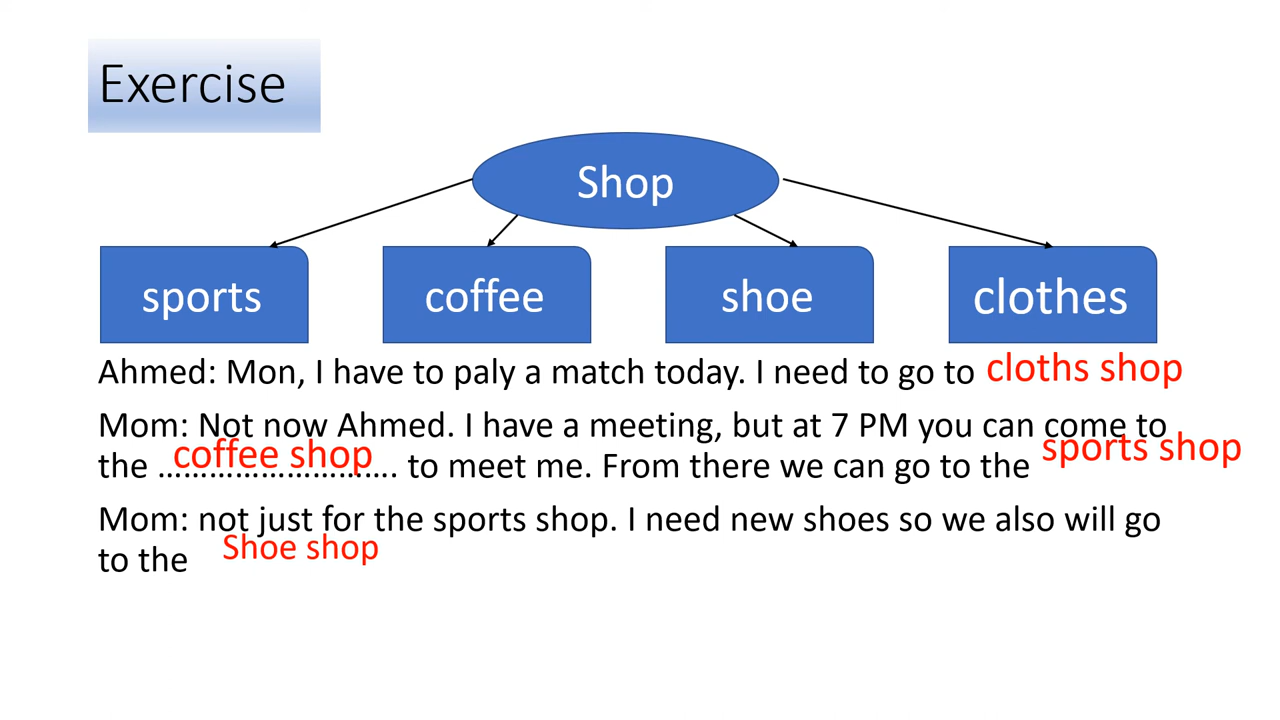 Exercise
Shop
sports
coffee
shoe
clothes
Ahmed: Mon, I have to paly a match today. I need to go to cloths shop
Mom: Not now Ahmed. I have a meeting, but at 7 PM you can come to
the coffee shop ............................. to meet me. From there we can go to the sports shop
Mom: not just for the sports shop. I need new shoes so we also will go
to the Shoe shop